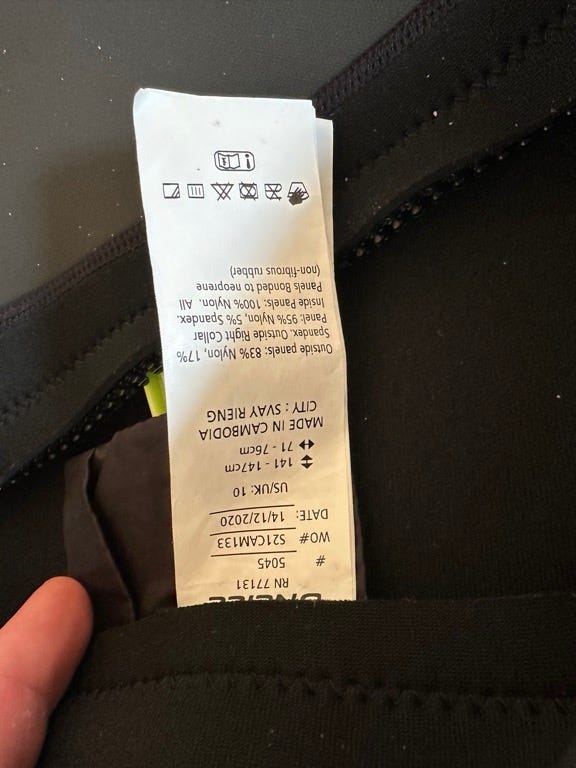 O'NEILL
RN 77131
# 5045
WO# S21CAM133
DATE: 14/12/2020
US/UK: 10
141 - 147cm
71 - 76cm
MADE IN CAMBODIA
CITY : SVAY RIENG
Outside panels: 83% Nylon, 17%
Spandex. Outside Right Collar
Panel: 95% Nylon, 5% Spandex.
Inside Panels: 100% Nylon. All
Panel Bonded to neoprene
(non-fibrous rubber)